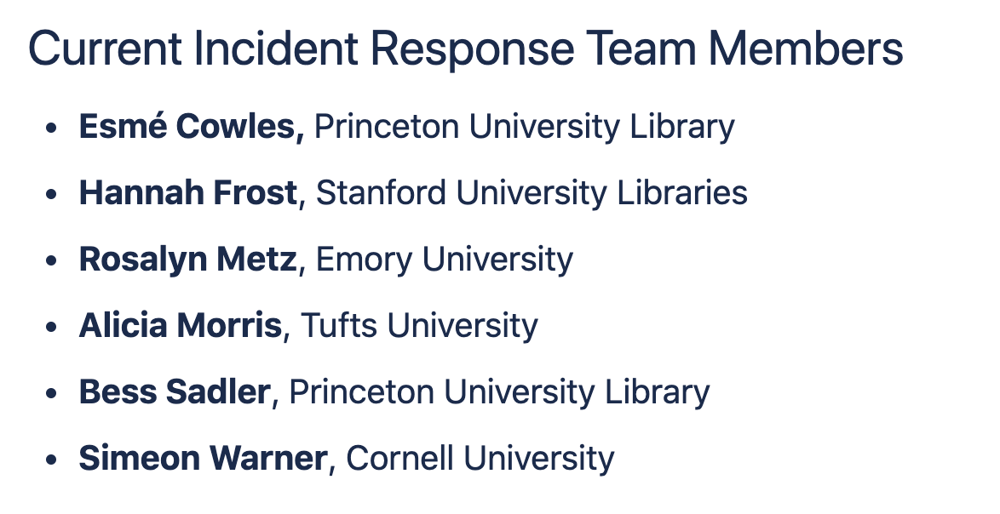 Current Incident Response Team Members
• Esmé Cowles, Princeton University Library
• Hannah Frost, Stanford University Libraries
• Rosalyn Metz, Emory University
• Alicia Morris, Tufts University
• Bess Sadler, Princeton University Library
• Simeon Warner, Cornell University